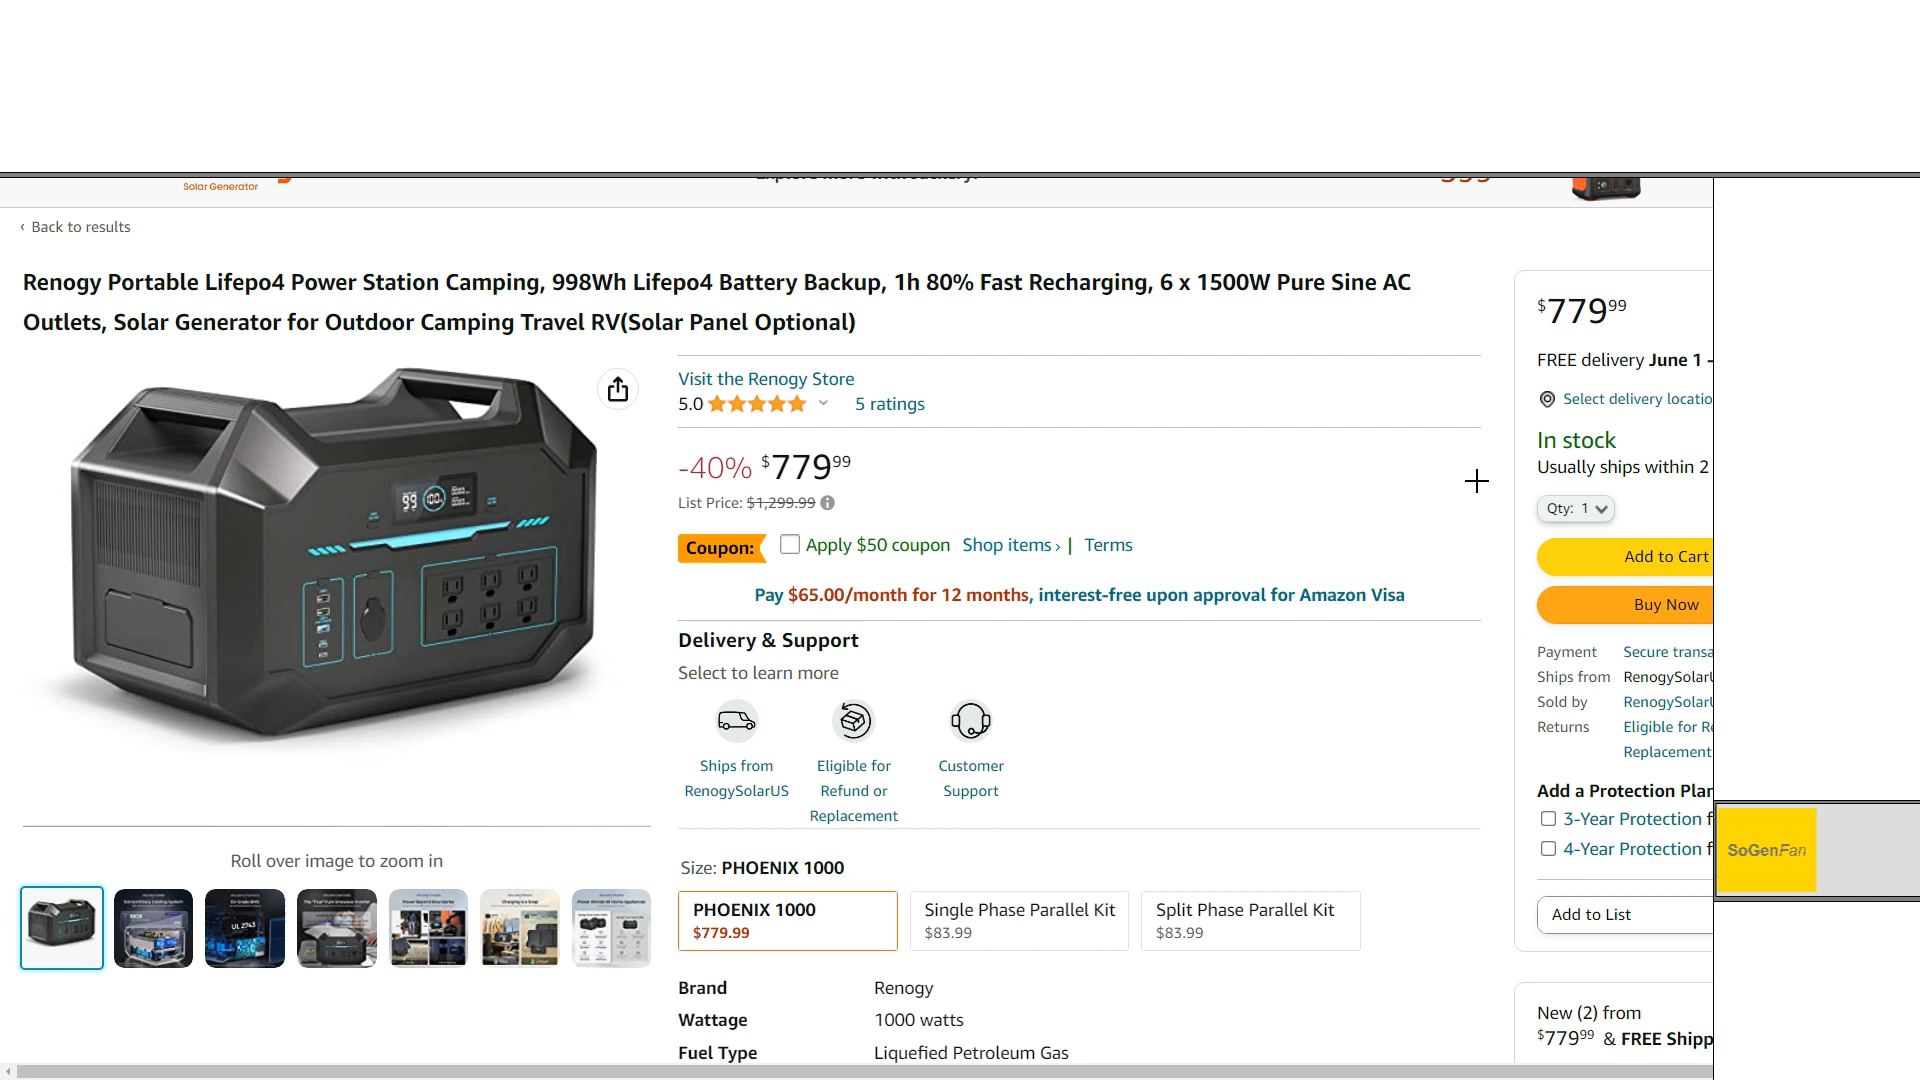 Solar Generator
‹ Back to results
Renogy Portable Lifepo4 Power Station Camping, 998Wh Lifepo4 Battery Backup, 1h 80% Fast Recharging, 6 x 1500W Pure Sine AC
Outlets, Solar Generator for Outdoor Camping Travel RV(Solar Panel Optional)
Visit the Renogy Store
5.0 5 ratings
-40% $779 99
List Price: $1,299.99
Coupon: Apply $50 coupon Shop items › | Terms
Pay $65.00/month for 12 months, interest-free upon approval for Amazon Visa
Delivery & Support
Select to learn more
Ships from
RenogySolarUS
Eligible for
Refund or
Replacement
Customer
Support
Roll over image to zoom in
UL 2743
Size: PHOENIX 1000
PHOENIX 1000
$779.99
Single Phase Parallel Kit
$83.99
Split Phase Parallel Kit
$83.99
Brand Renogy
Wattage 1000 watts
Fuel Type Liquefied Petroleum Gas
$779 99
FREE delivery June 1 -
Select delivery locatio
In stock
Usually ships within 2
Qty: 1
Add to Cart
Buy Now
Payment Secure transa
Ships from RenogySolarU
Sold by RenogySolarU
Returns Eligible for Re
Replacement
Add a Protection Plan
3-Year Protection f
4-Year Protection f
Add to List
New (2) from
$779 99 & FREE Shipp
SoGenFan